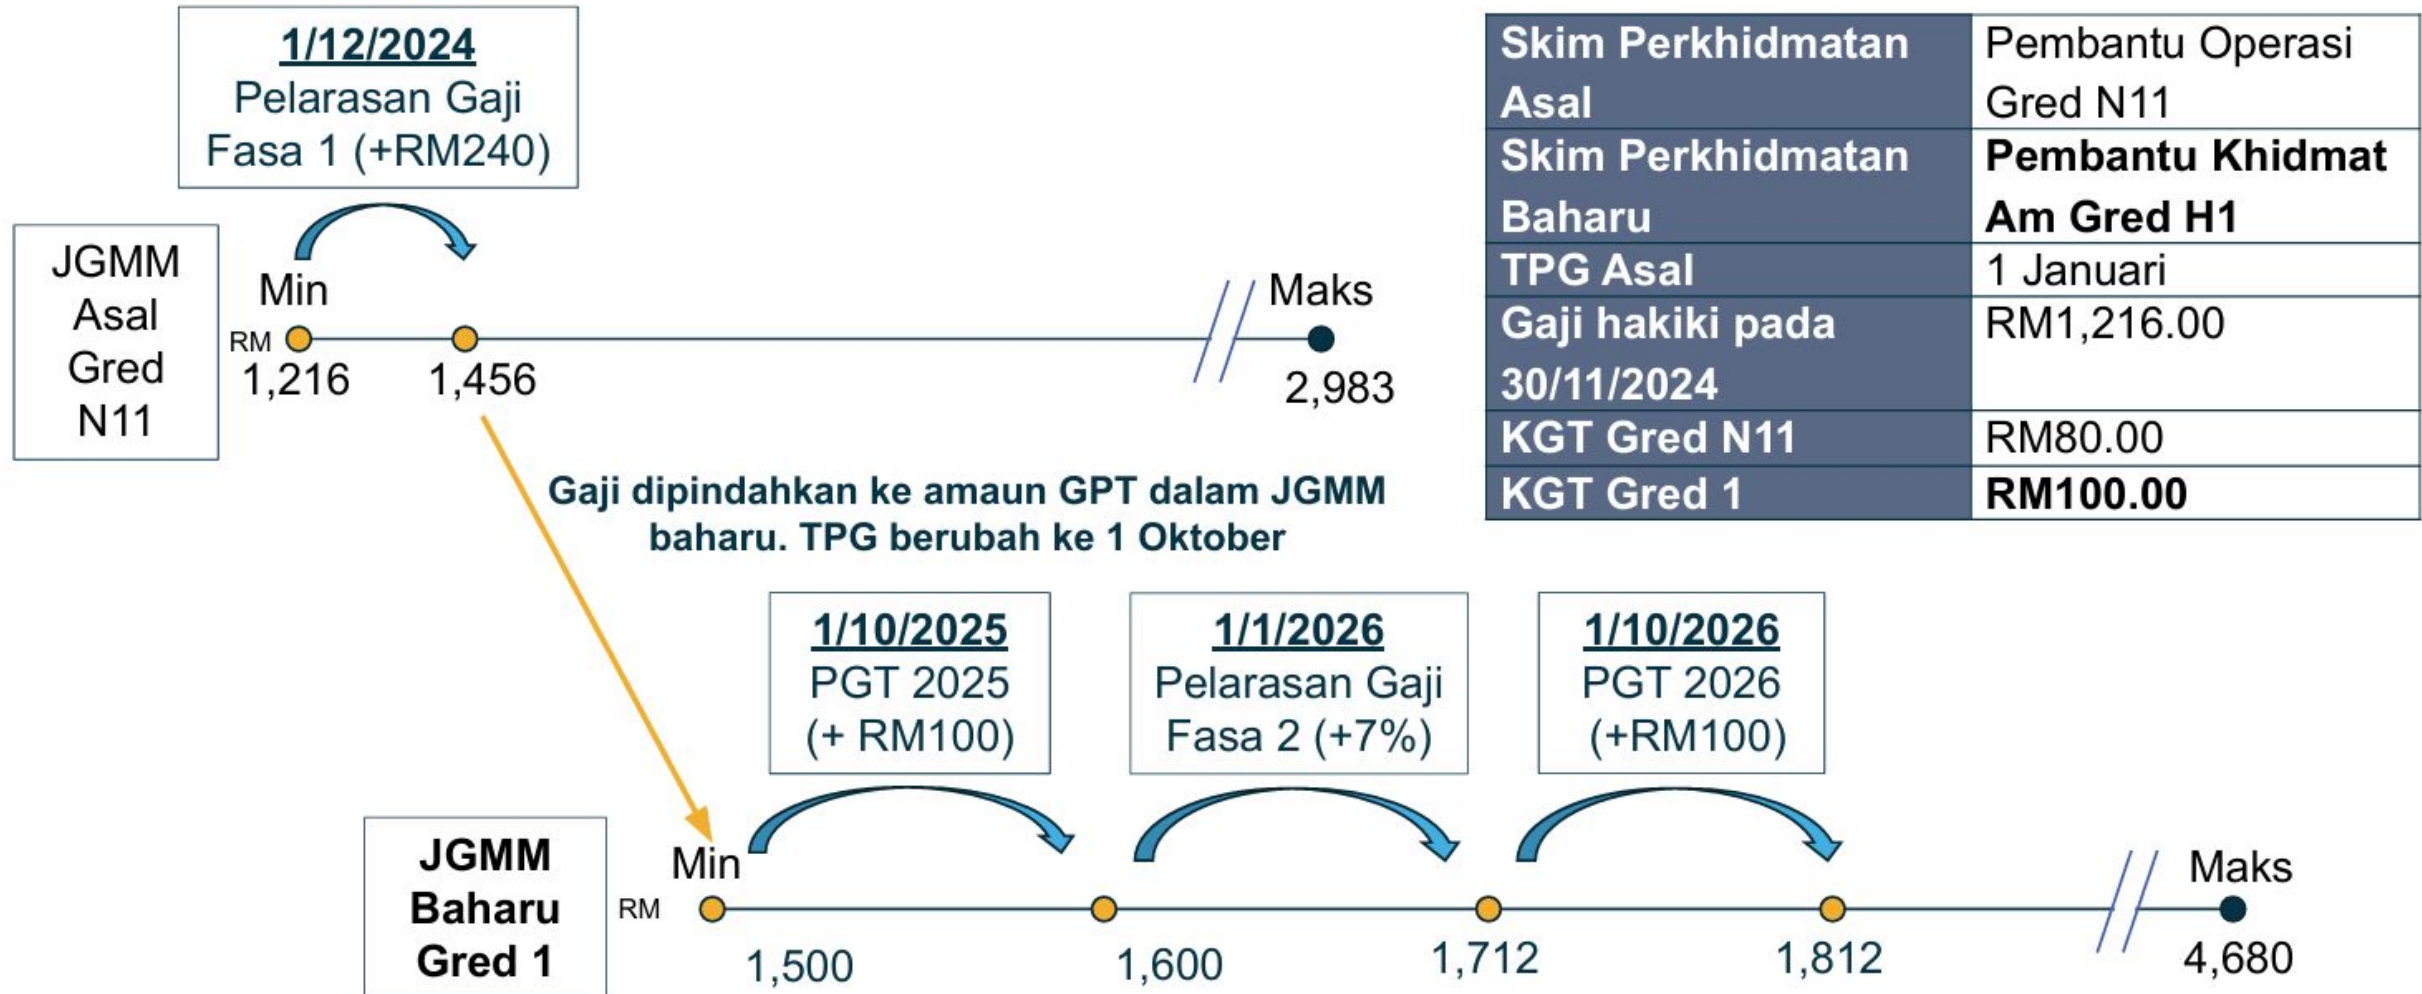 1/12/2024
Pelarasan Gaji
Fasa 1 (+RM240)
JGMM
Asal
Gred
N11
Min
Maks
RM
1,216
1,456
2,983
Skim Perkhidmatan Asal
Pembantu Operasi Gred N11
Skim Perkhidmatan Baharu
Pembantu Khidmat Am Gred H1
TPG Asal
1 Januari
Gaji hakiki pada 30/11/2024
RM1,216.00
KGT Gred N11
RM80.00
KGT Gred 1
RM100.00
Gaji dipindahkan ke amaun GPT dalam JGMM
baharu. TPG berubah ke 1 Oktober
1/10/2025
PGT 2025
(+ RM100)
1/1/2026
Pelarasan Gaji
Fasa 2 (+7%)
1/10/2026
PGT 2026
(+RM100)
JGMM
Baharu
Gred 1
Min
Maks
RM
1,500
1,600
1,712
1,812
4,680